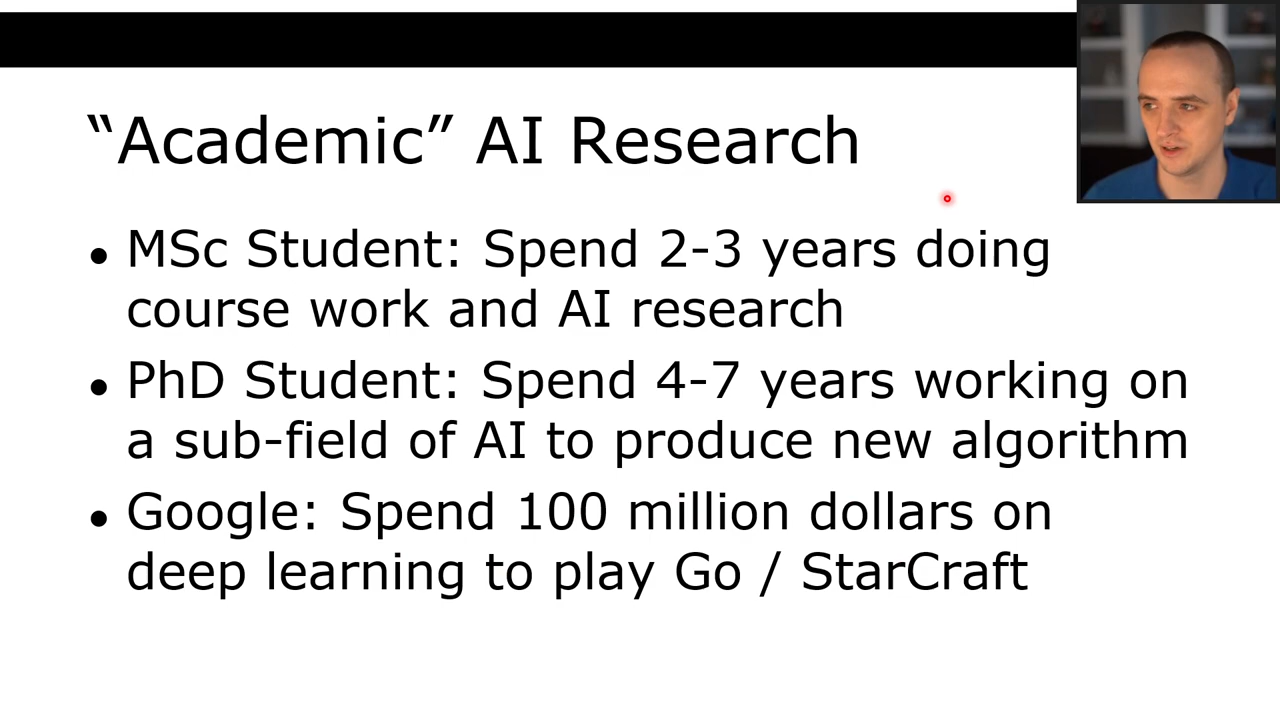 “Academic” AI Research
• MSc Student: Spend 2-3 years doing
course work and AI research
• PhD Student: Spend 4-7 years working on
a sub-field of AI to produce new algorithm
• Google: Spend 100 million dollars on
deep learning to play Go / StarCraft